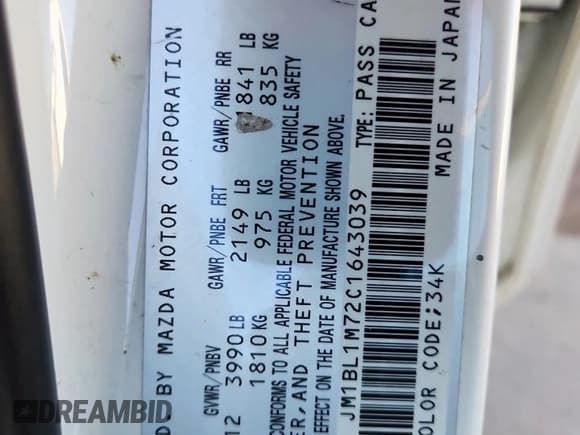 D BY MAZDA MOTOR CORPORATION
GVWR/PNBV GAWR/PNBE FRT GAWR/PNBE RR
12 3990 LB 2149 LB 841 LB
1810 KG 975 KG 835 KG
CONFORMS TO ALL APPLICABLE FEDERAL MOTOR VEHICLE SAFETY
ER, AND THEFT PREVENTION
EFFECT ON THE DATE OF MANUFACTURE SHOWN ABOVE.
JM1BL1M72C1643039 TYPE: PASS CA
OLOR CODE;34K MADE IN JAPAN
DREAMBID